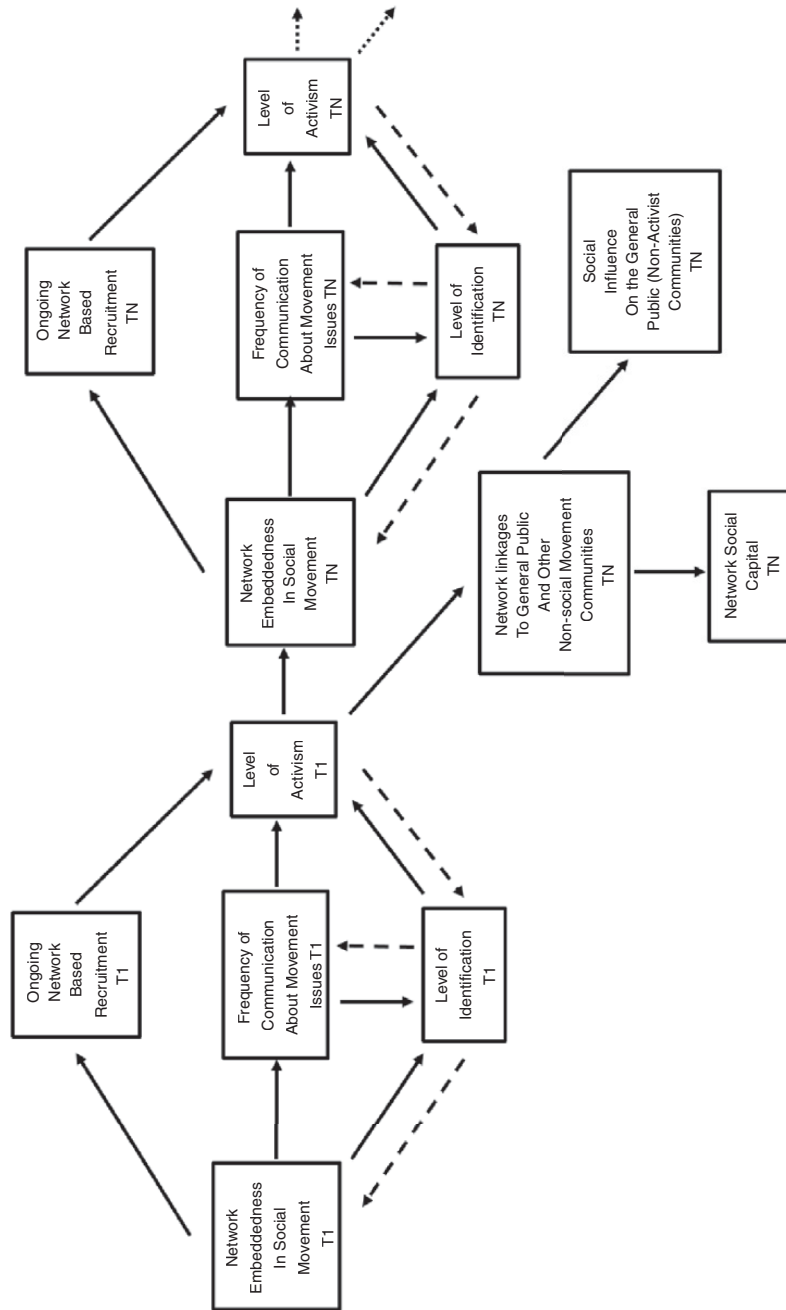 Network
Embeddedness
In Social
Movement
T1
Ongoing
Network
Based
Recruitment
T1
Frequency of
Communication
About Movement
Issues T1
Level of
Identification
T1
Level
of
Activism
T1
Network
Embeddedness
In Social
Movement
TN
Ongoing
Network
Based
Recruitment
TN
Frequency of
Communication
About Movement
Issues TN
Level of
Identification
TN
Level
of
Activism
TN
Network linkages
To General Public
And Other
Non-social Movement
Communities
TN
Network Social
Capital
TN
Social
Influence
On the General
Public (Non-Activist
Communities)
TN